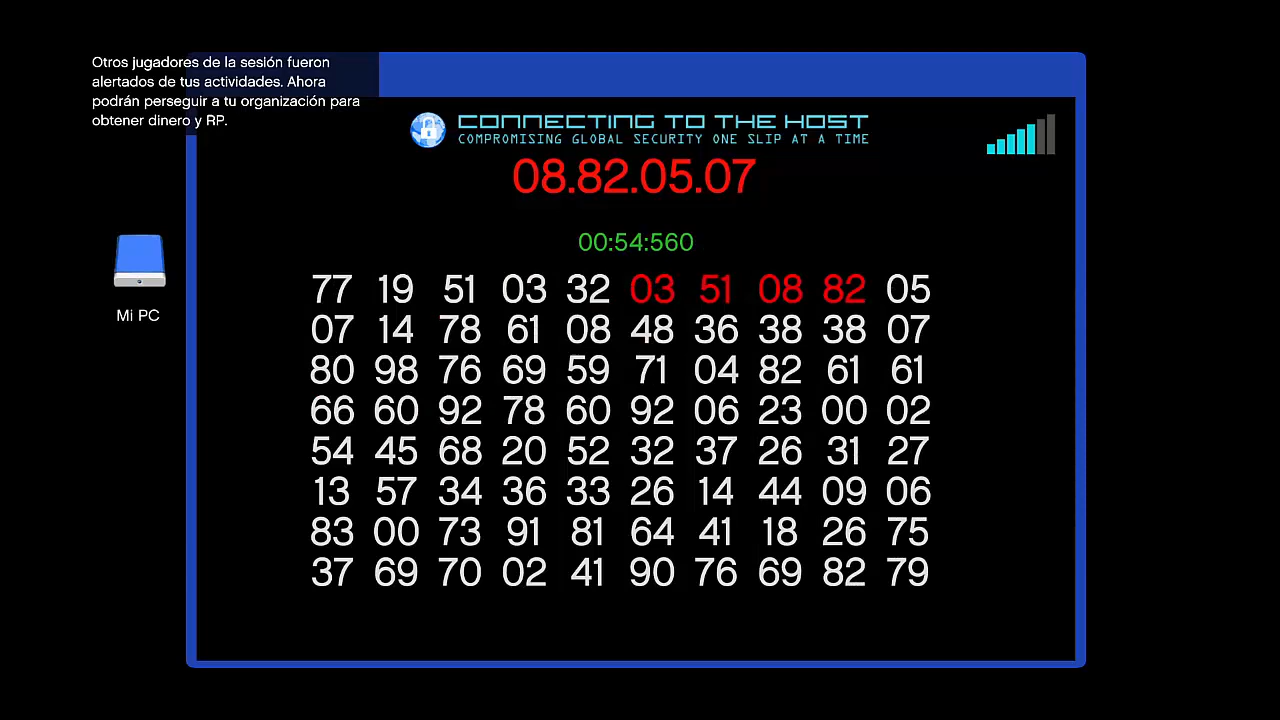 Otros jugadores de la sesión fueron
alertados de tus actividades. Ahora
podrán perseguir a tu organización para
obtener dinero y RP.
CONNECTING TO THE HOST
COMPROMISING GLOBAL SECURITY ONE SLIP AT A TIME
08.82.05.07
00:54:560
77 19 51 03 32 03 51 08 82 05
07 14 78 61 08 48 36 38 38 07
80 98 76 69 59 71 04 82 61 61
66 60 92 78 60 92 06 23 00 02
54 45 68 20 52 32 37 26 31 27
13 57 34 36 33 26 14 44 09 06
83 00 73 91 81 64 41 18 26 75
37 69 70 02 41 90 76 69 82 79
Mi PC